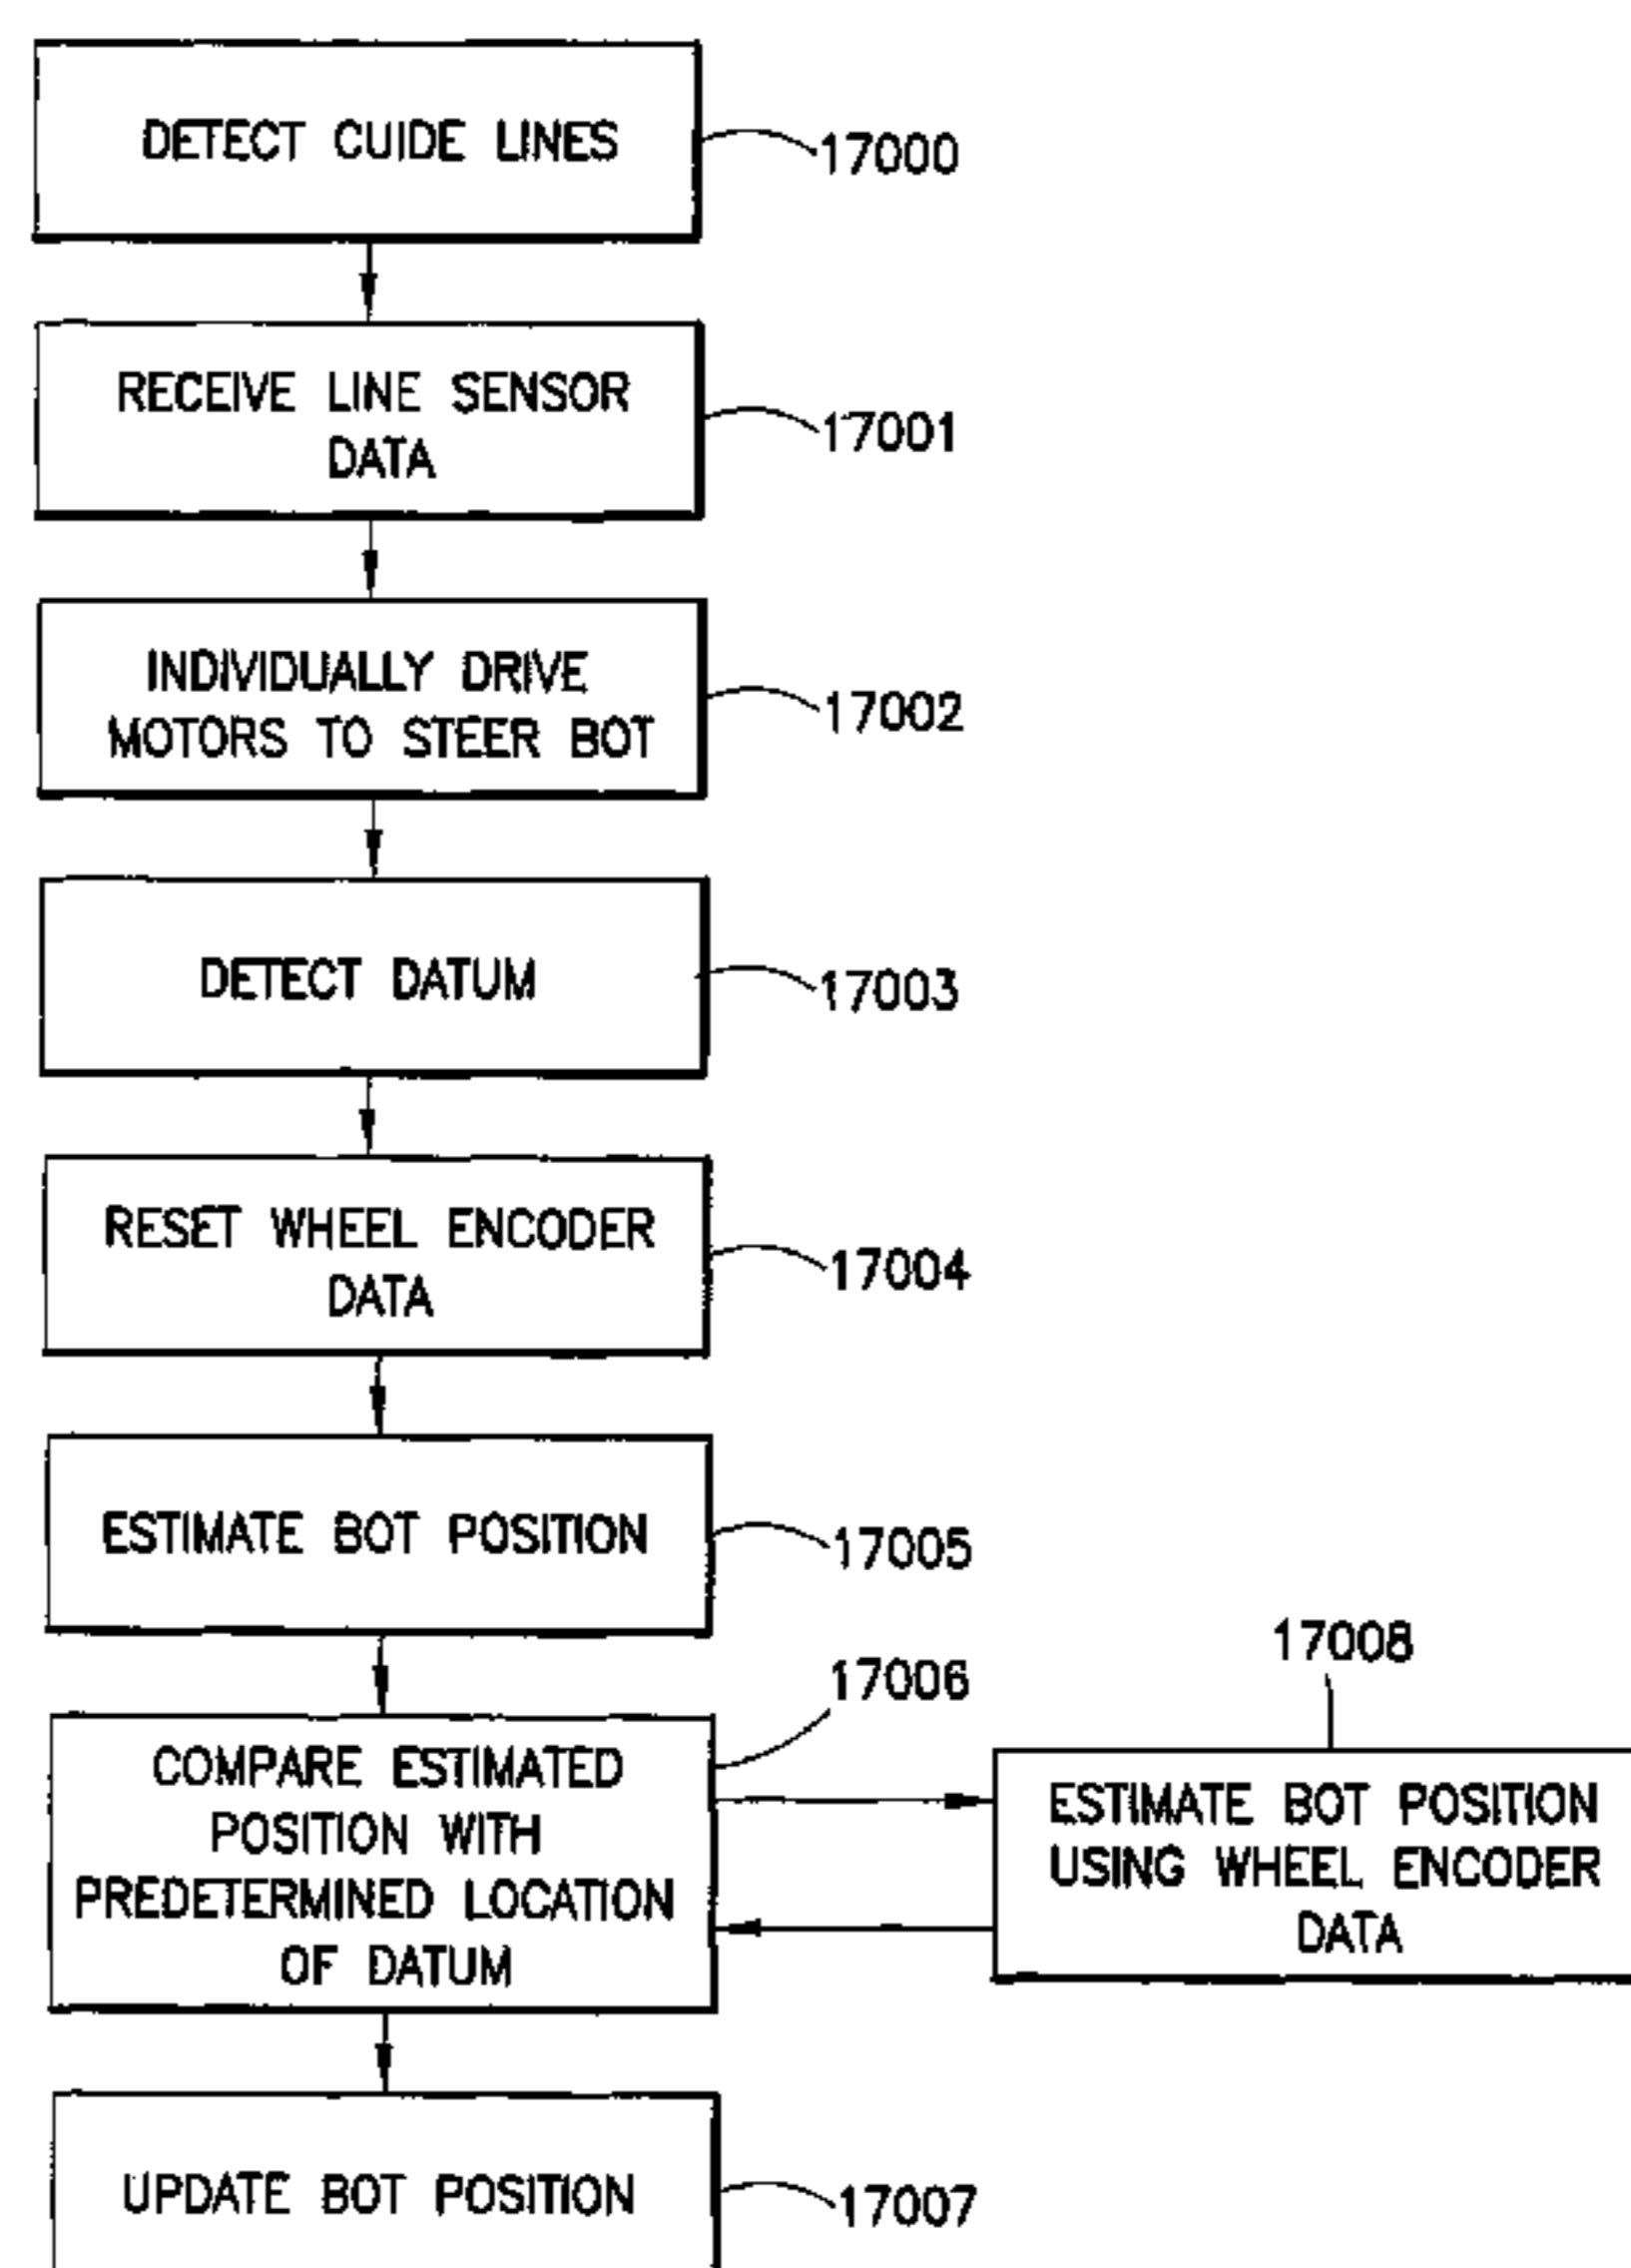 DETECT GUIDE LINES
17000
RECEIVE LINE SENSOR
DATA
17001
INDIVIDUALLY DRIVE
MOTORS TO STEER BOT
17002
DETECT DATUM
17003
RESET WHEEL ENCODER
DATA
17004
ESTIMATE BOT POSITION
17005
17006
COMPARE ESTIMATED
POSITION WITH
PREDETERMINED LOCATION
OF DATUM
17008
ESTIMATE BOT POSITION
USING WHEEL ENCODER
DATA
UPDATE BOT POSITION
17007